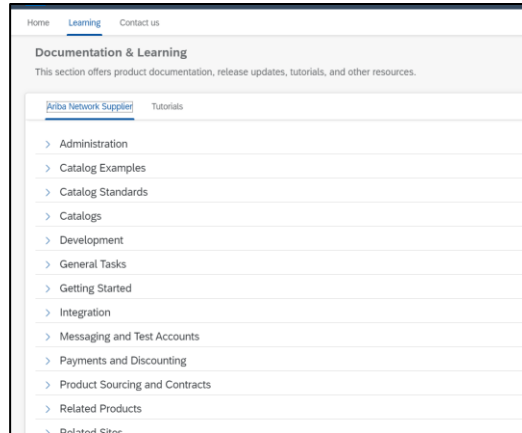 Home Learning Contact us
Documentation & Learning
This section offers product documentation, release updates, tutorials, and other resources.
Ariba Network Supplier Tutorials
Administration
Catalog Examples
Catalog Standards
Catalogs
Development
General Tasks
Getting Started
Integration
Messaging and Test Accounts
Payments and Discounting
Product Sourcing and Contracts
Related Products
Related Sites